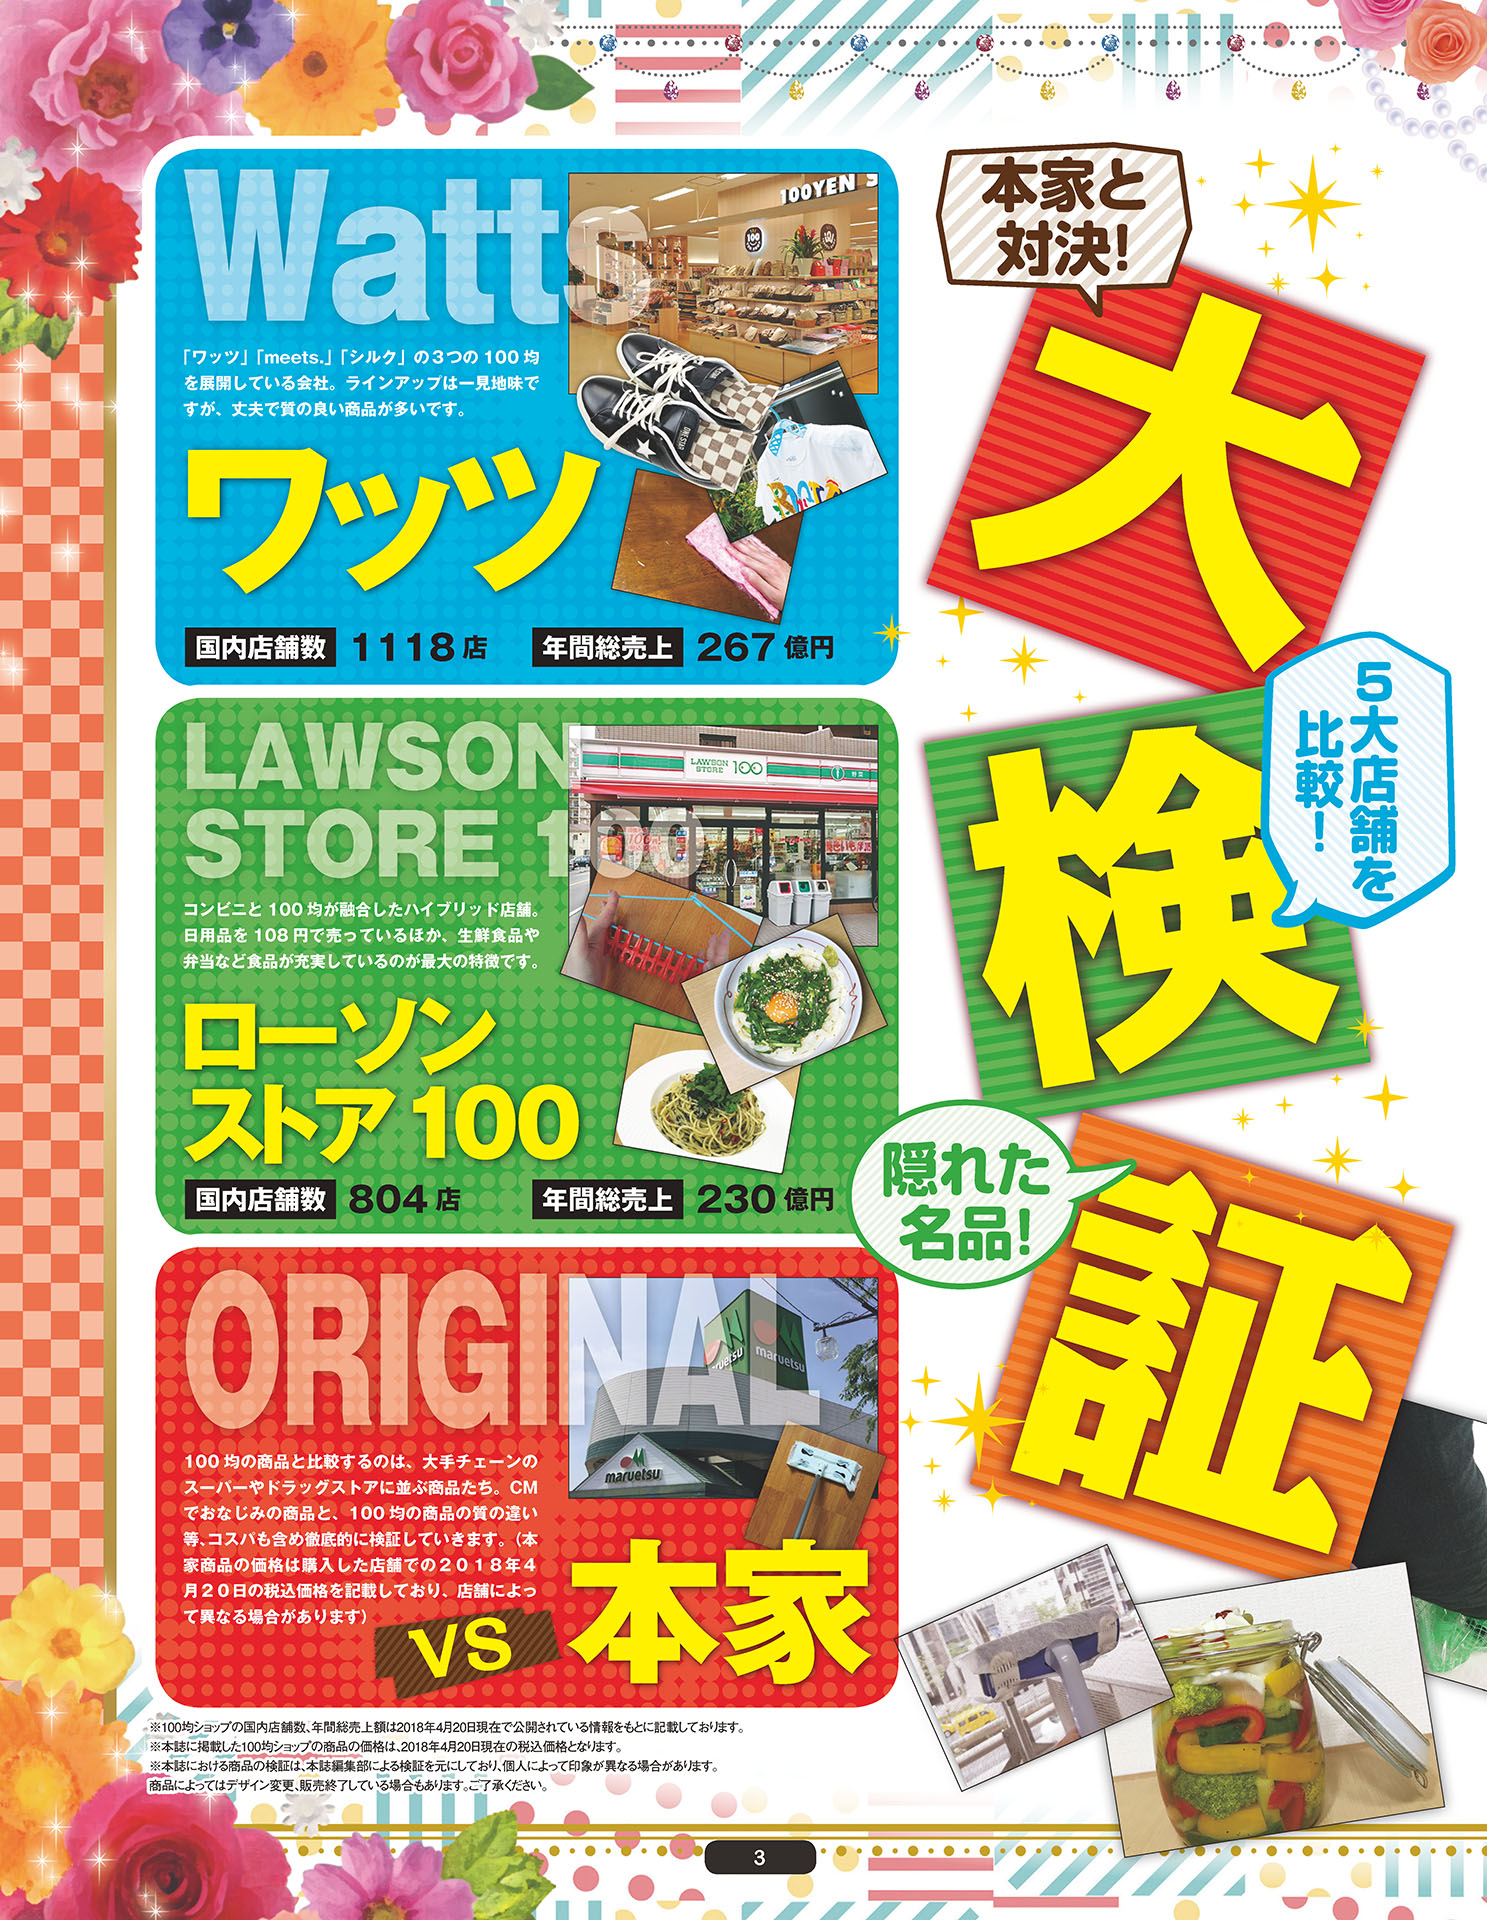 本家と
対決!
大
検
証
5大店舗を
比較!
隠れた
名品!
Watts
100YEN
「ワッツ」「meets.」「シルク」の3つの100均
を展開している会社。ラインアップは一見地味で
すが、丈夫で質の良い商品が多いです。
ワッツ
国内店舗数 1118店 年間総売上 267億円
LAWSON
STORE 100
LAWSON
STORE 100
コンビニと100均が融合したハイブリッド店舗。
日用品を108円で売っているほか、生鮮食品や
弁当など食品が充実しているのが最大の特徴です。
ローソン
ストア100
国内店舗数 804店 年間総売上 230億円
ORIGINAL
maruetsu
maruetsu
100均の商品と比較するのは、大手チェーンの
スーパーやドラッグストアに並ぶ商品たち。CM
でおなじみの商品と、100均の商品の質の違い
等、コスパも含め徹底的に検証していきます。(本
家商品の価格は購入した店舗での2018年4
月20日の税込価格を記載しており、店舗によっ
て異なる場合があります)
VS 本家
※100均ショップの国内店舗数、年間総売上額は2018年4月20日現在で公開されている情報をもとに記載しております。
※本誌に掲載した100均ショップの商品の価格は、2018年4月20日現在の税込価格となります。
※本誌における商品の検証は、本誌編集部による検証を元にしており、個人によって印象が異なる場合があります。
商品によってはデザイン変更、販売終了している場合もあります。ご了承ください。
3